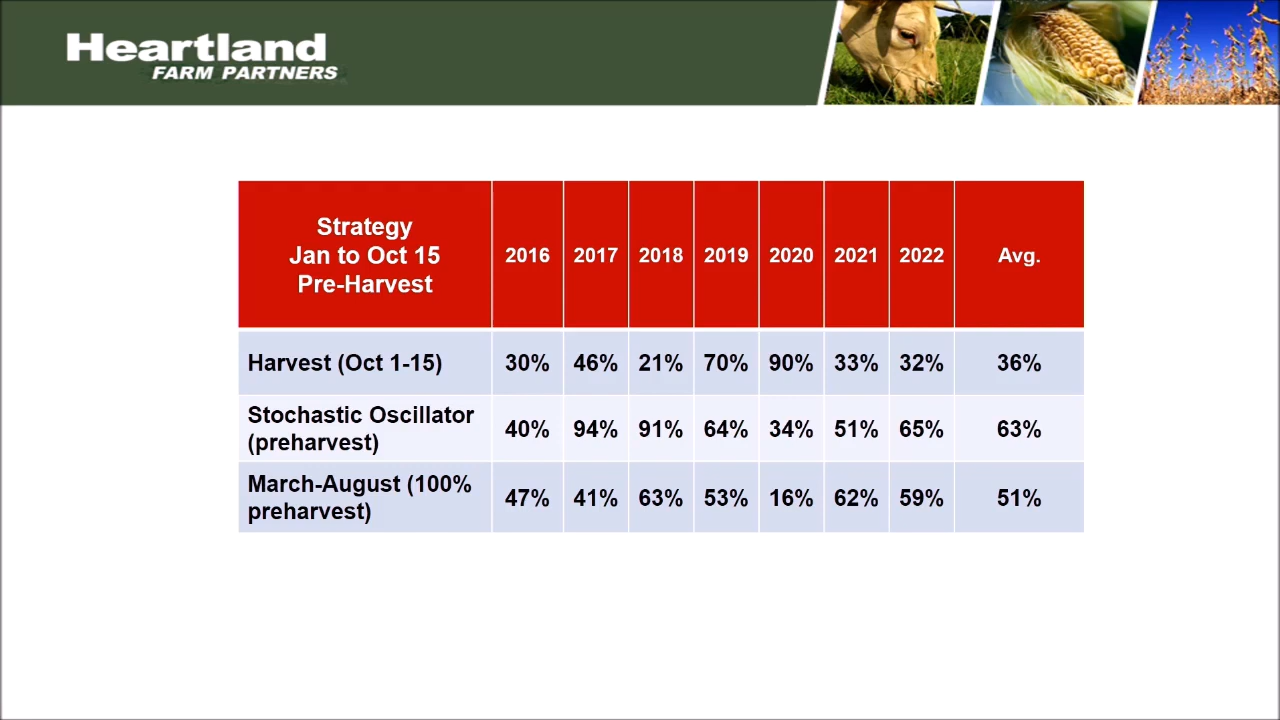 Heartland
FARM PARTNERS
Strategy
Jan to Oct 15
Pre-Harvest
2016 2017 2018 2019 2020 2021 2022 Avg.
Harvest (Oct 1-15) 30% 46% 21% 70% 90% 33% 32% 36%
Stochastic Oscillator
(preharvest) 40% 94% 91% 64% 34% 51% 65% 63%
March-August (100%
preharvest) 47% 41% 63% 53% 16% 62% 59% 51%